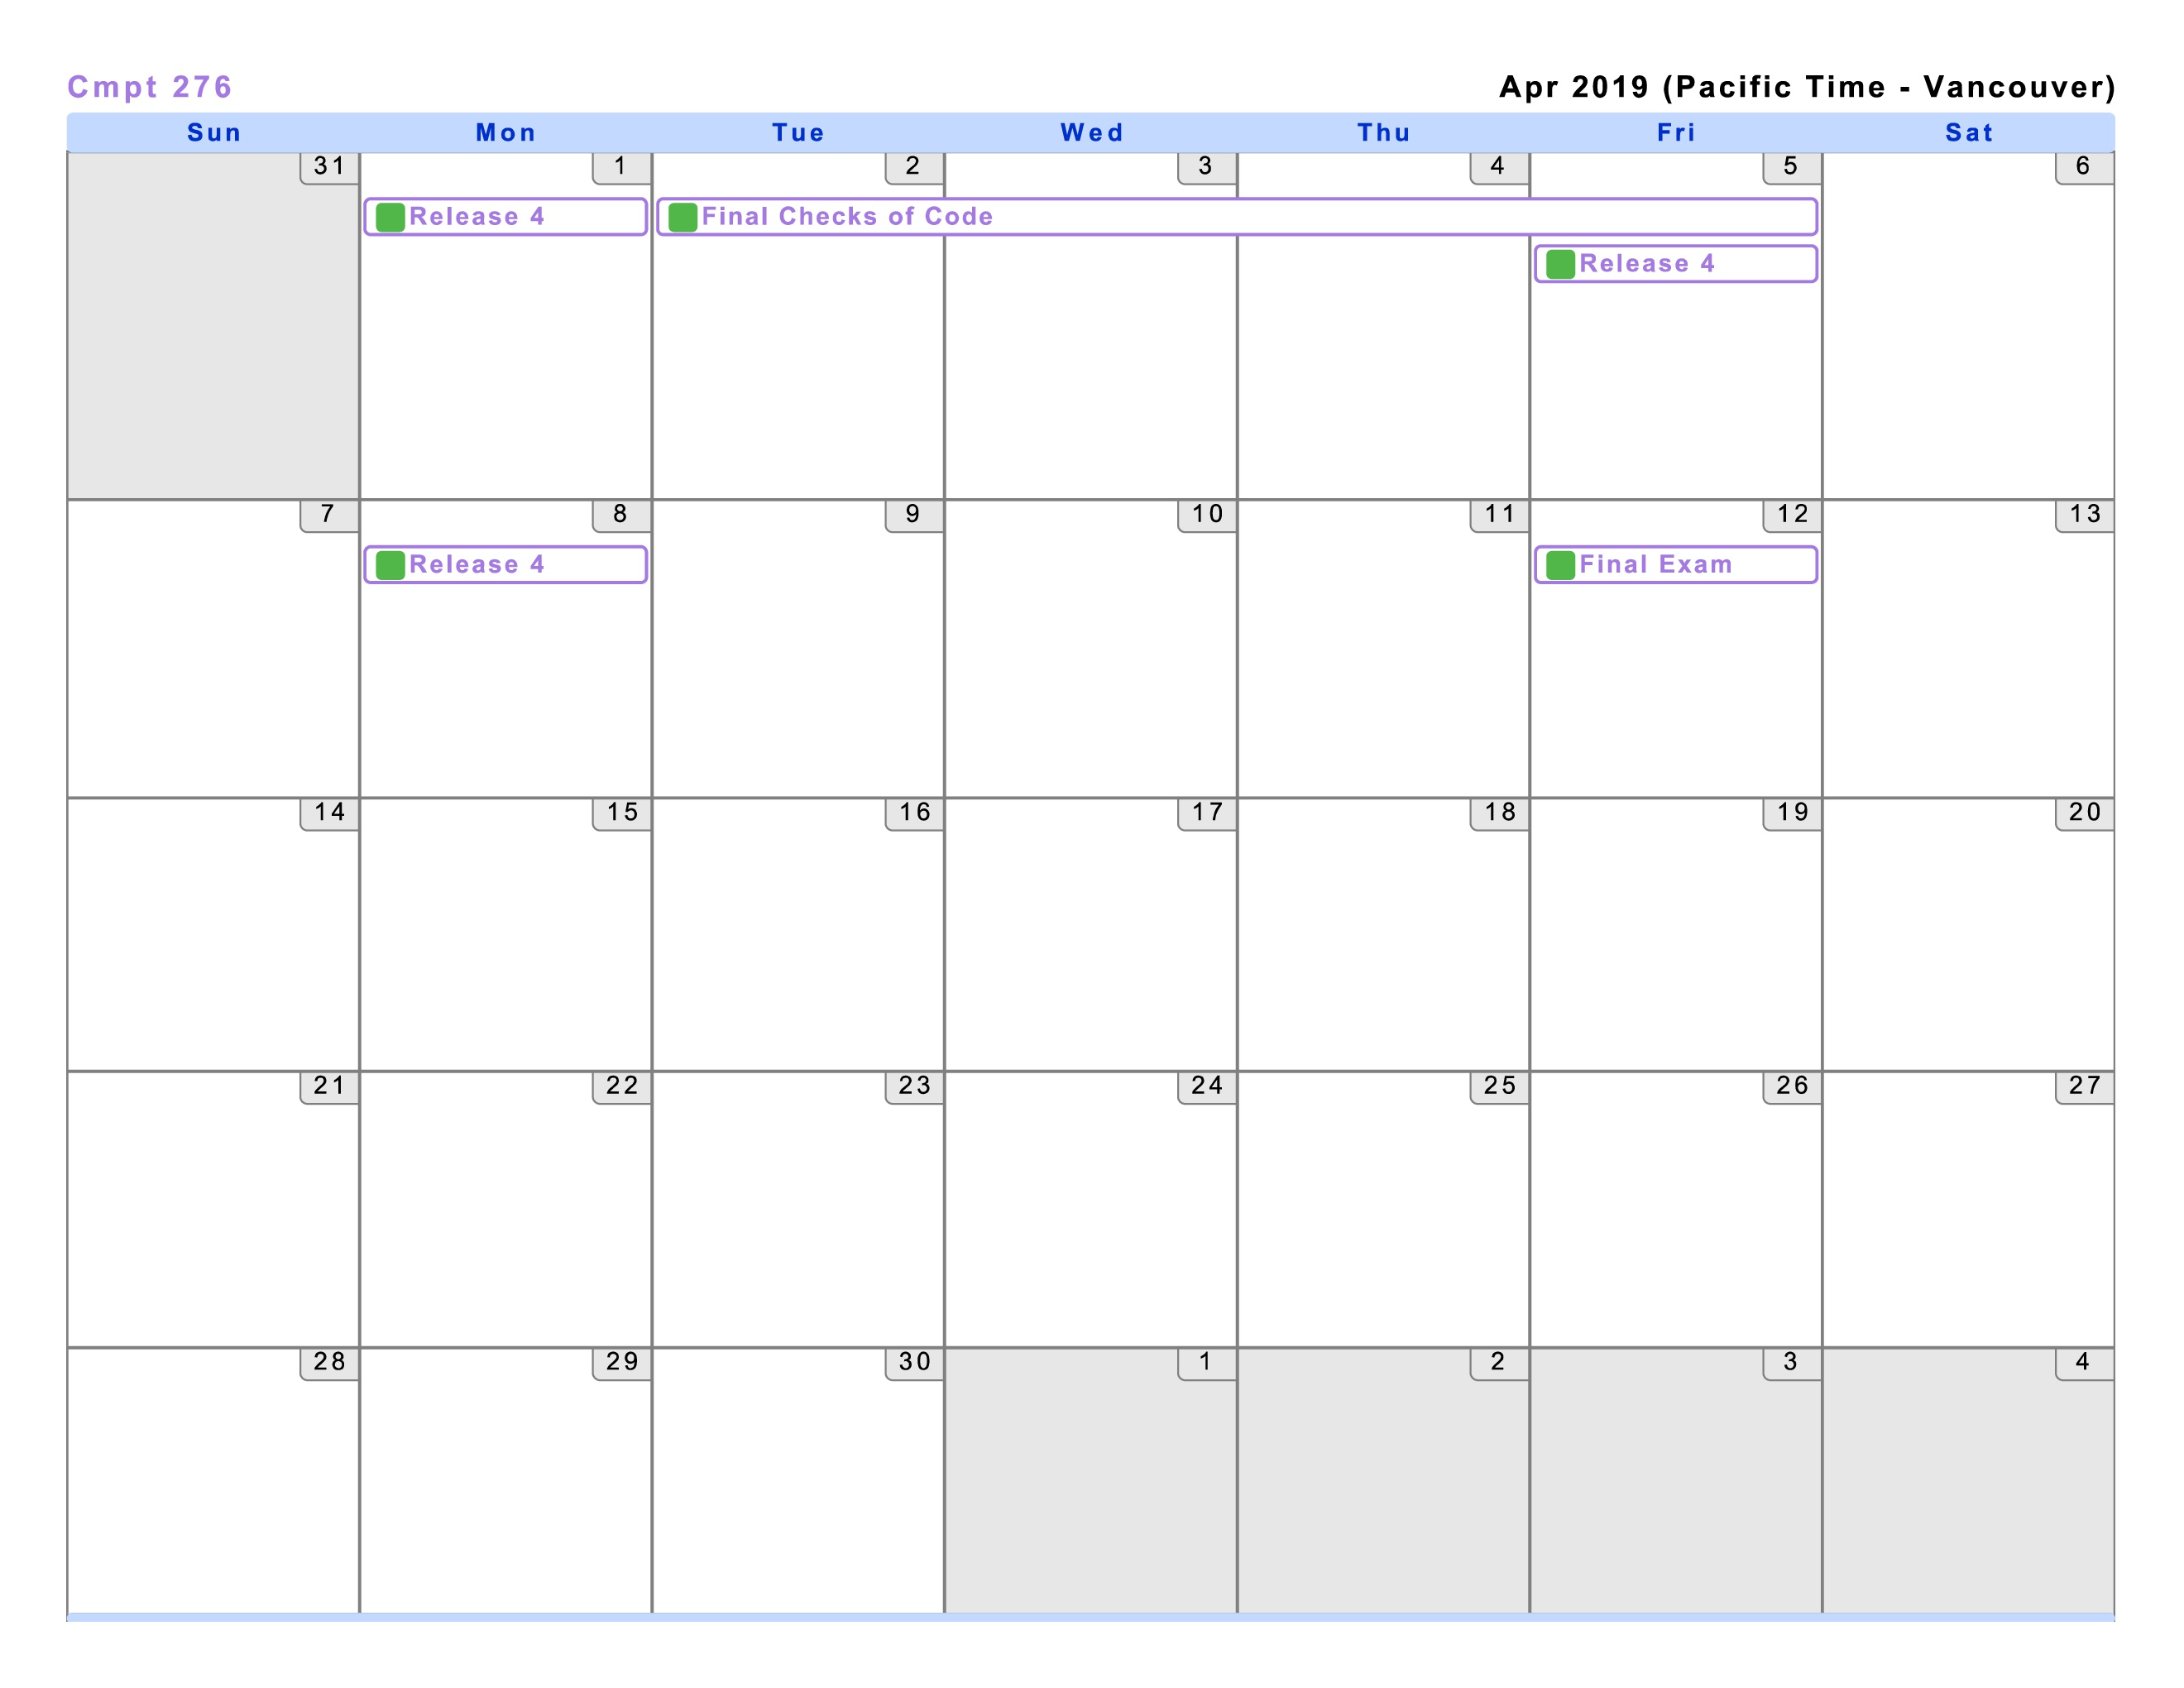 Cmpt 276 Apr 2019 (Pacific Time - Vancouver)
Sun Mon Tue Wed Thu Fri Sat
31 1 2 3 4 5 6
Release 4 Final Checks of Code
Release 4
7 8 9 10 11 12 13
Release 4 Final Exam
14 15 16 17 18 19 20
21 22 23 24 25 26 27
28 29 30 1 2 3 4